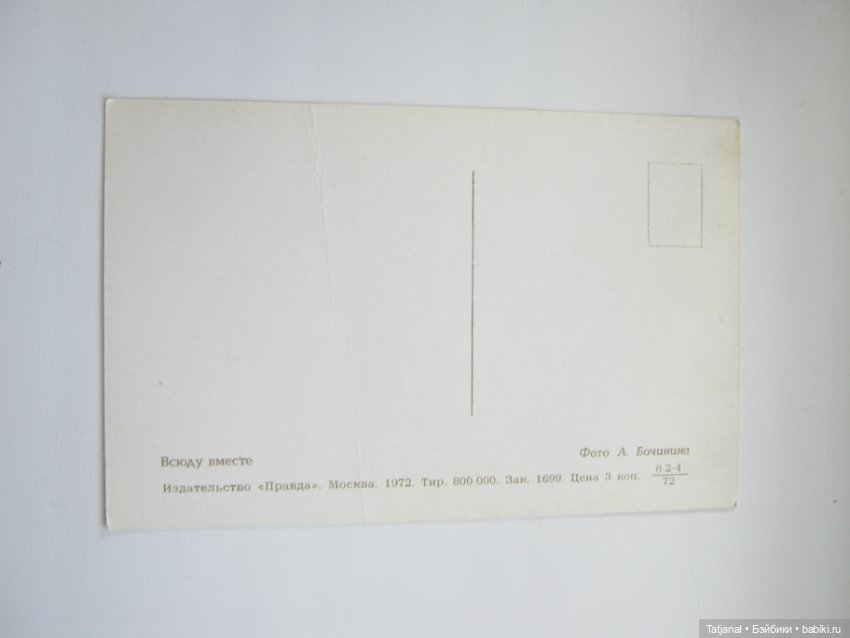 Всюду вместе
Фото А. Бочинина
Издательство «Правда». Москва. 1972. Тир. 800 000. Зак. 1699. Цена 3 коп.
8 2-4
72
Tatjanal • Бэйбики • babiki.ru